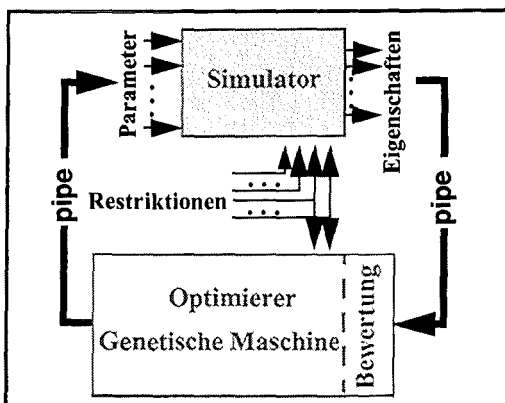 Parameter
Simulator
Eigenschaften
pipe
pipe
Restriktionen
Optimierer
Genetische Maschine
Bewertung